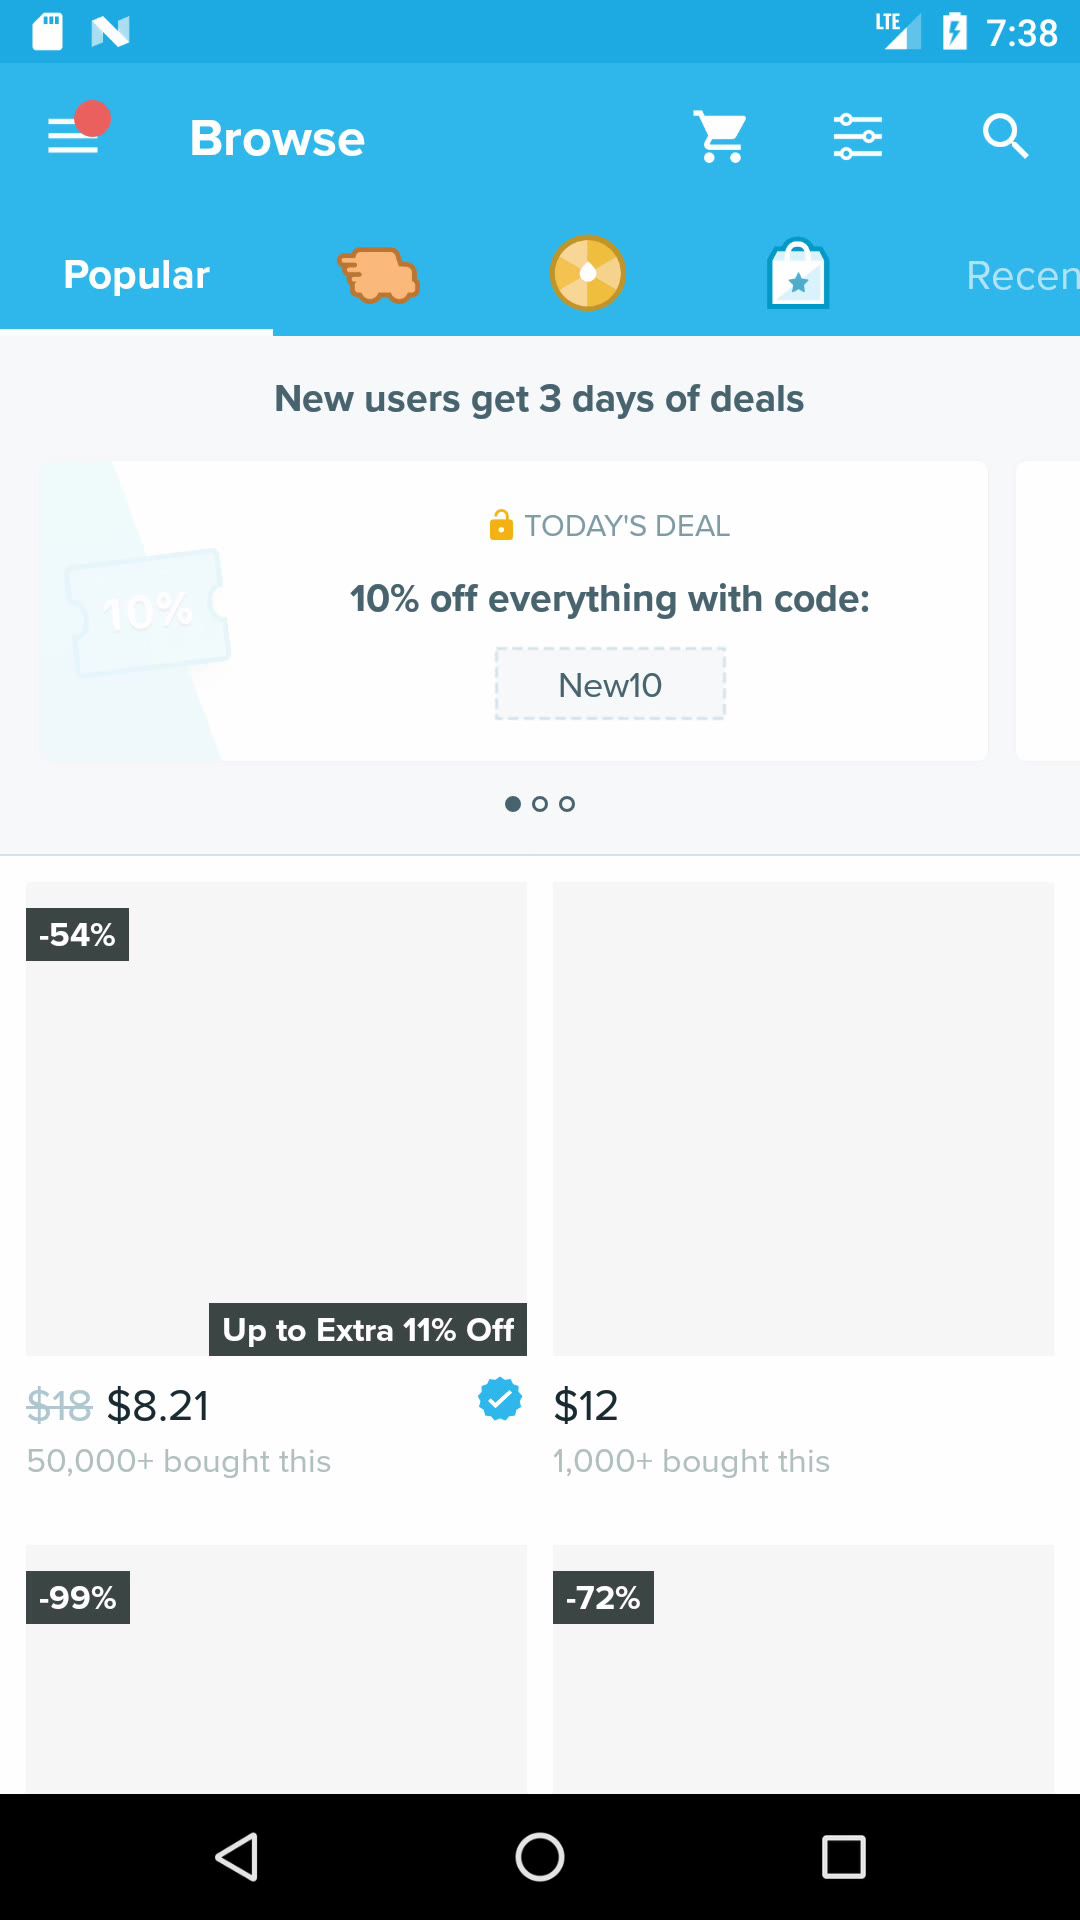 LTE 7:38
Browse
Popular
Recen
New users get 3 days of deals
TODAY'S DEAL
10% off everything with code:
10%
New10
-54%
Up to Extra 11% Off
$18 $8.21
50,000+ bought this
$12
1,000+ bought this
-99%
-72%